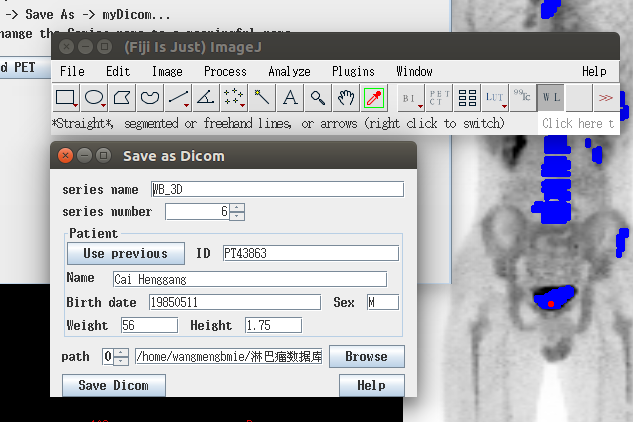 -> Save As -> myDicom...
hange the Series name to a meaningful name
d PET
(Fiji Is Just) ImageJ
File Edit Image Process Analyze Plugins Window Help
A BI PET CT LUT 99tc W L >>
*Straight*, segmented or freehand lines, or arrows (right click to switch) Click here t
Save as Dicom
series name WB_3D
series number 6
Patient
Use previous ID PT43863
Name Cai Henggang
Birth date 19850511 Sex M
Weight 56 Height 1.75
path 0 /home/wangmengbmie/淋巴瘤数据库 Browse
Save Dicom Help